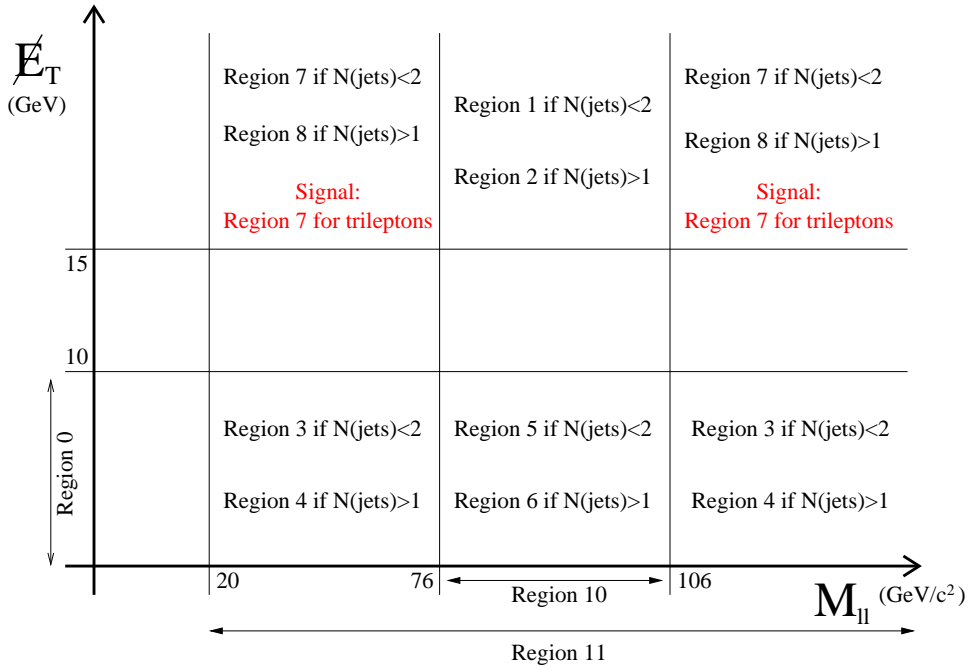 E̸_T
(GeV)
Region 7 if N(jets)<2
Region 8 if N(jets)>1
Signal:
Region 7 for trileptons
Region 1 if N(jets)<2
Region 2 if N(jets)>1
Region 7 if N(jets)<2
Region 8 if N(jets)>1
Signal:
Region 7 for trileptons
15
10
Region 0
Region 3 if N(jets)<2
Region 4 if N(jets)>1
Region 5 if N(jets)<2
Region 6 if N(jets)>1
Region 3 if N(jets)<2
Region 4 if N(jets)>1
20
76
106
Region 10
M_ll (GeV/c²)
Region 11